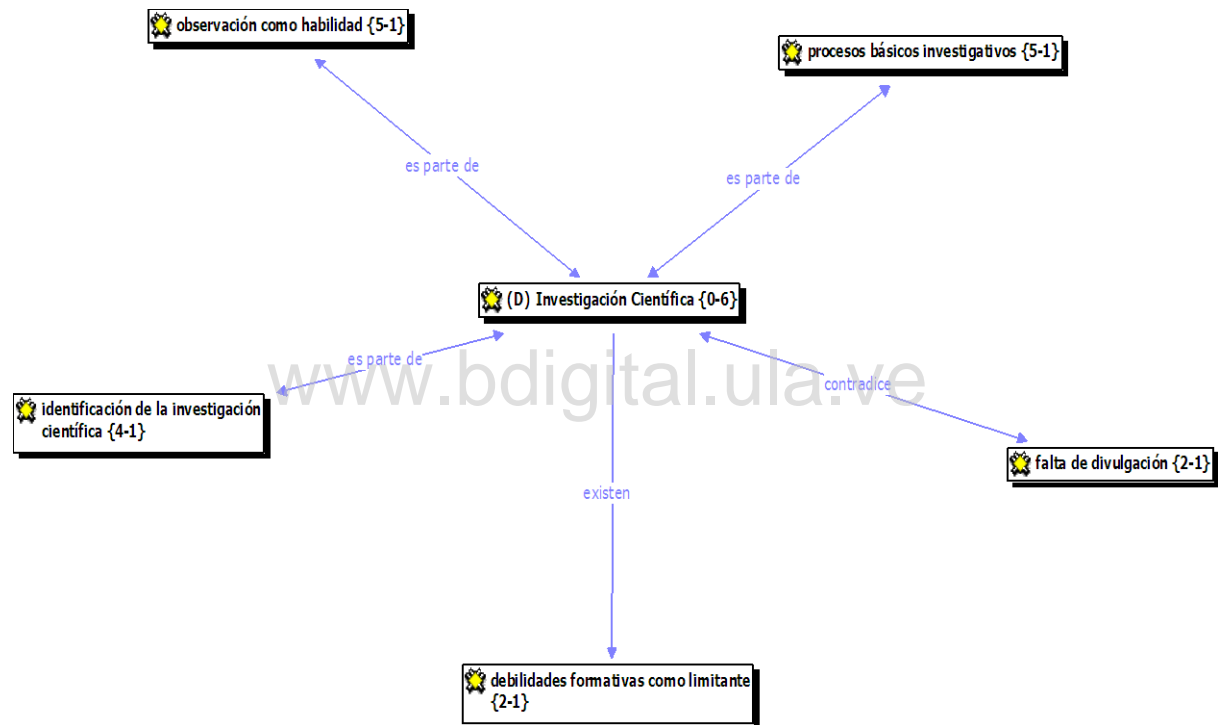 observación como habilidad {5-1}
procesos básicos investigativos {5-1}
es parte de
es parte de
(D) Investigación Científica {0-6}
es parte de
www.bdigital.ula.ve
contradice
identificación de la investigación
científica {4-1}
falta de divulgación {2-1}
existen
debilidades formativas como limitante
{2-1}